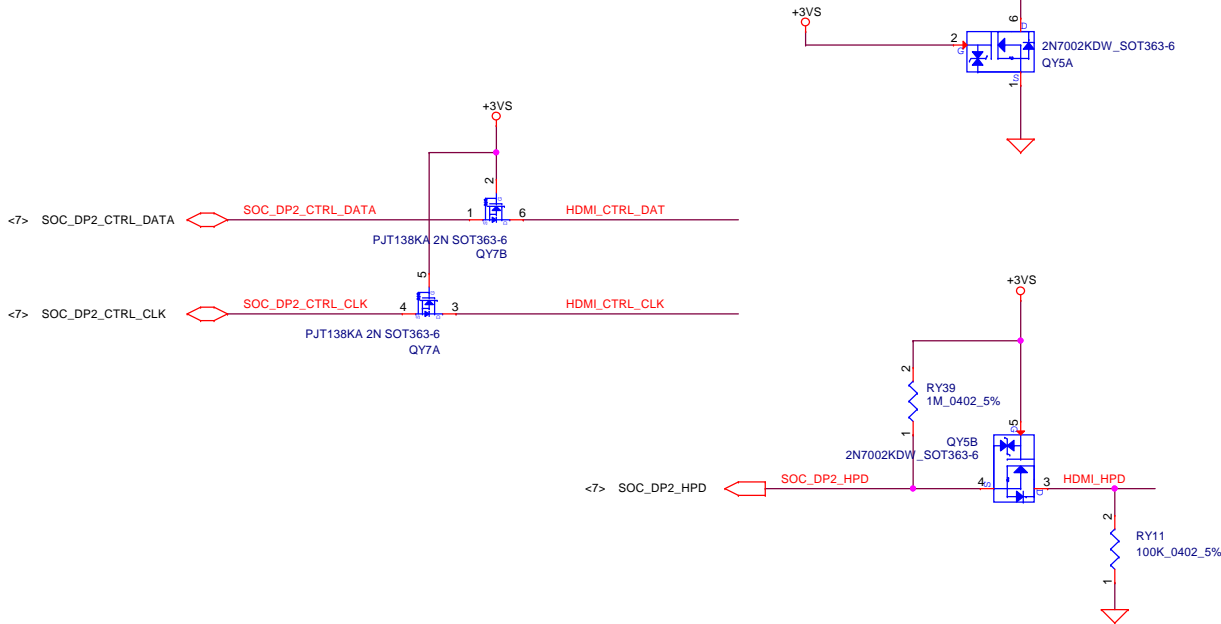 +3VS
6
D
2
G
2N7002KDW_SOT363-6
QY5A
S
1
+3VS
2
<7> SOC_DP2_CTRL_DATA
SOC_DP2_CTRL_DATA
1
6
HDMI_CTRL_DAT
PJT138KA 2N SOT363-6
QY7B
5
<7> SOC_DP2_CTRL_CLK
SOC_DP2_CTRL_CLK
4
3
HDMI_CTRL_CLK
PJT138KA 2N SOT363-6
QY7A
+3VS
2
RY39
1M_0402_5%
1
5
G
QY5B
2N7002KDW_SOT363-6
<7> SOC_DP2_HPD
SOC_DP2_HPD
4
S
D
3
HDMI_HPD
2
RY11
100K_0402_5%
1